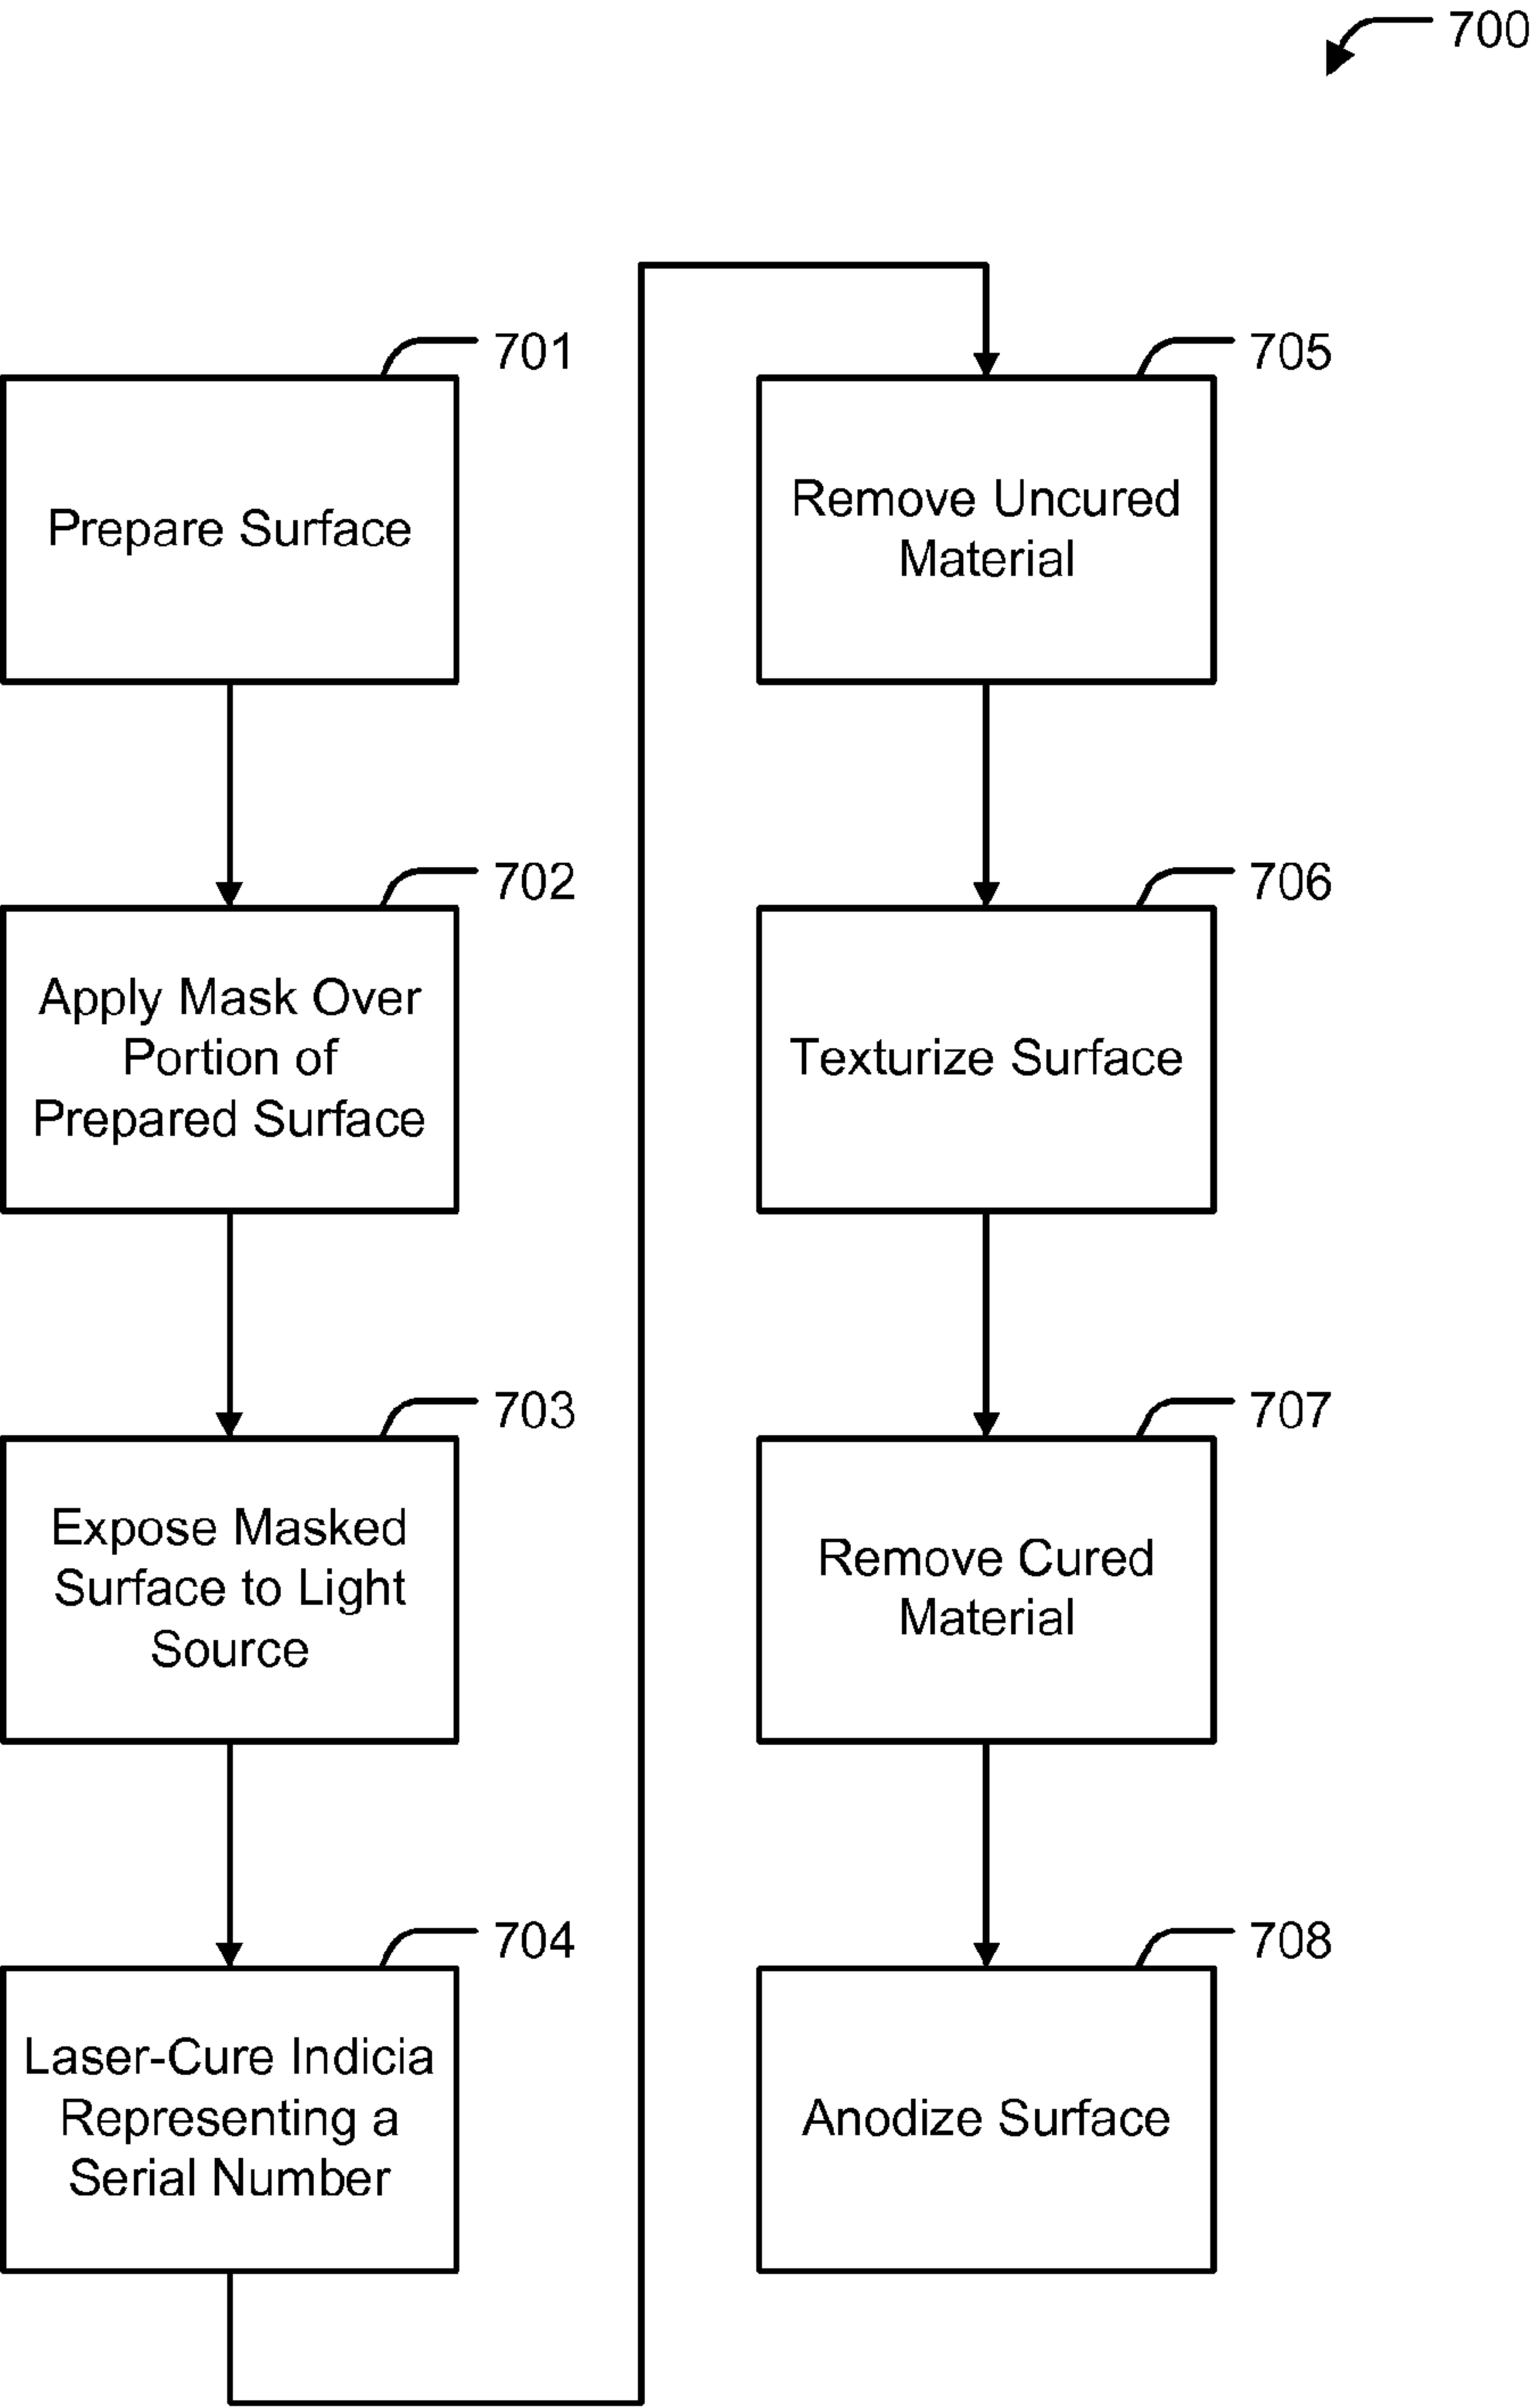 700
701
Prepare Surface
702
Apply Mask Over
Portion of
Prepared Surface
703
Expose Masked
Surface to Light
Source
704
Laser-Cure Indicia
Representing a
Serial Number
705
Remove Uncured
Material
706
Texturize Surface
707
Remove Cured
Material
708
Anodize Surface